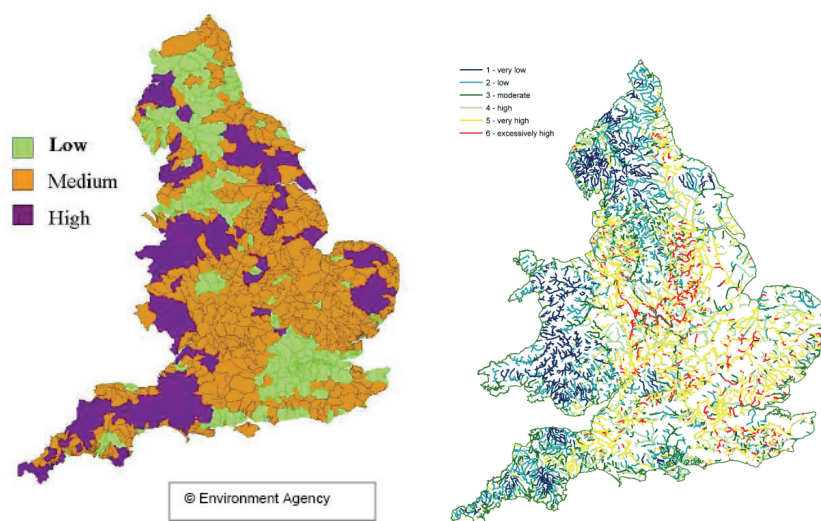 Low
Medium
High
© Environment Agency
1 - very low
2 - low
3 - moderate
4 - high
5 - very high
6 - excessively high